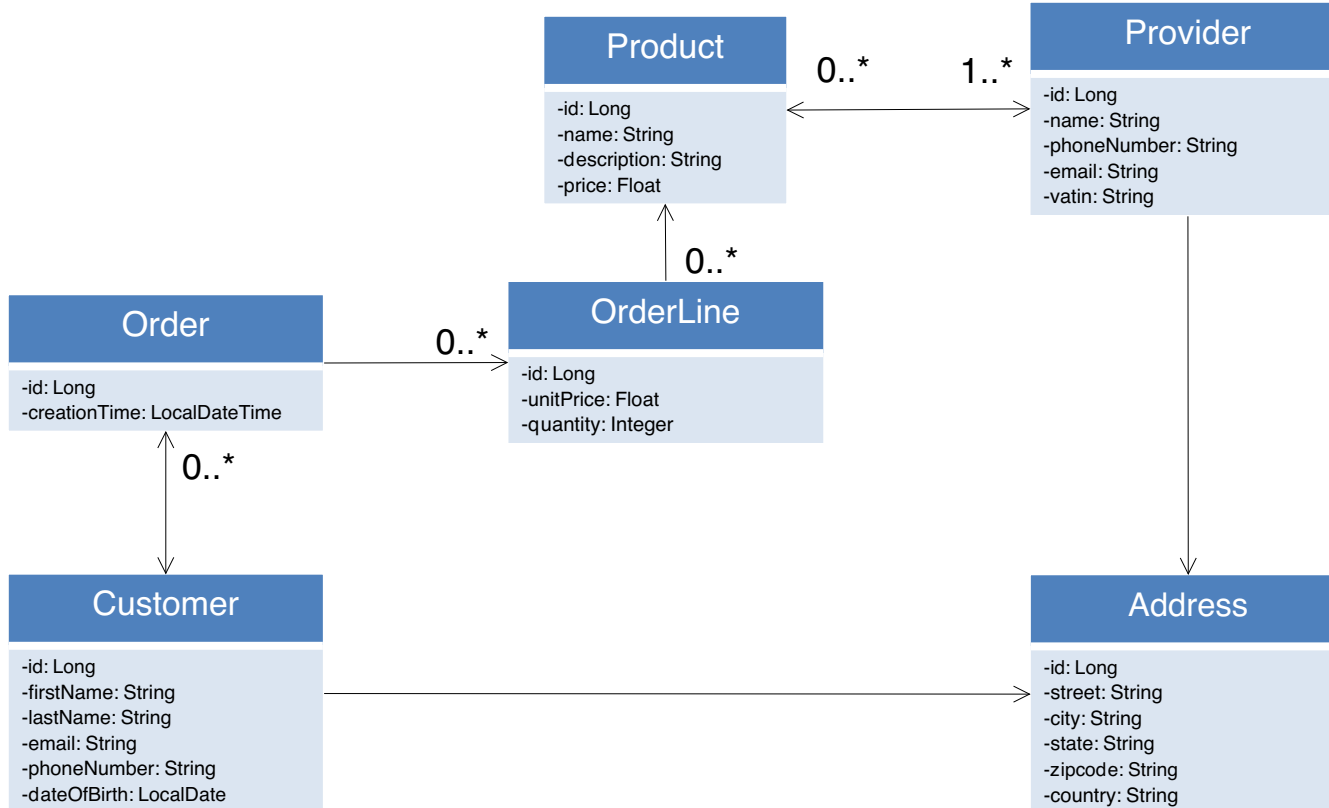 Product
-id: Long
-name: String
-description: String
-price: Float
0..*
1..*
Provider
-id: Long
-name: String
-phoneNumber: String
-email: String
-vatin: String
0..*
Order
-id: Long
-creationTime: LocalDateTime
0..*
OrderLine
-id: Long
-unitPrice: Float
-quantity: Integer
0..*
Customer
-id: Long
-firstName: String
-lastName: String
-email: String
-phoneNumber: String
-dateOfBirth: LocalDate
Address
-id: Long
-street: String
-city: String
-state: String
-zipcode: String
-country: String